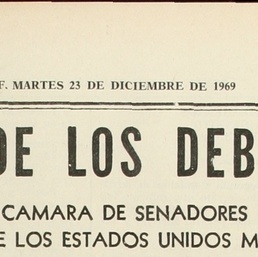 F. MARTES 23 DE DICIEMBRE DE 1969
DE LOS DEB
CAMARA DE SENADORES
E LOS ESTADOS UNIDOS M